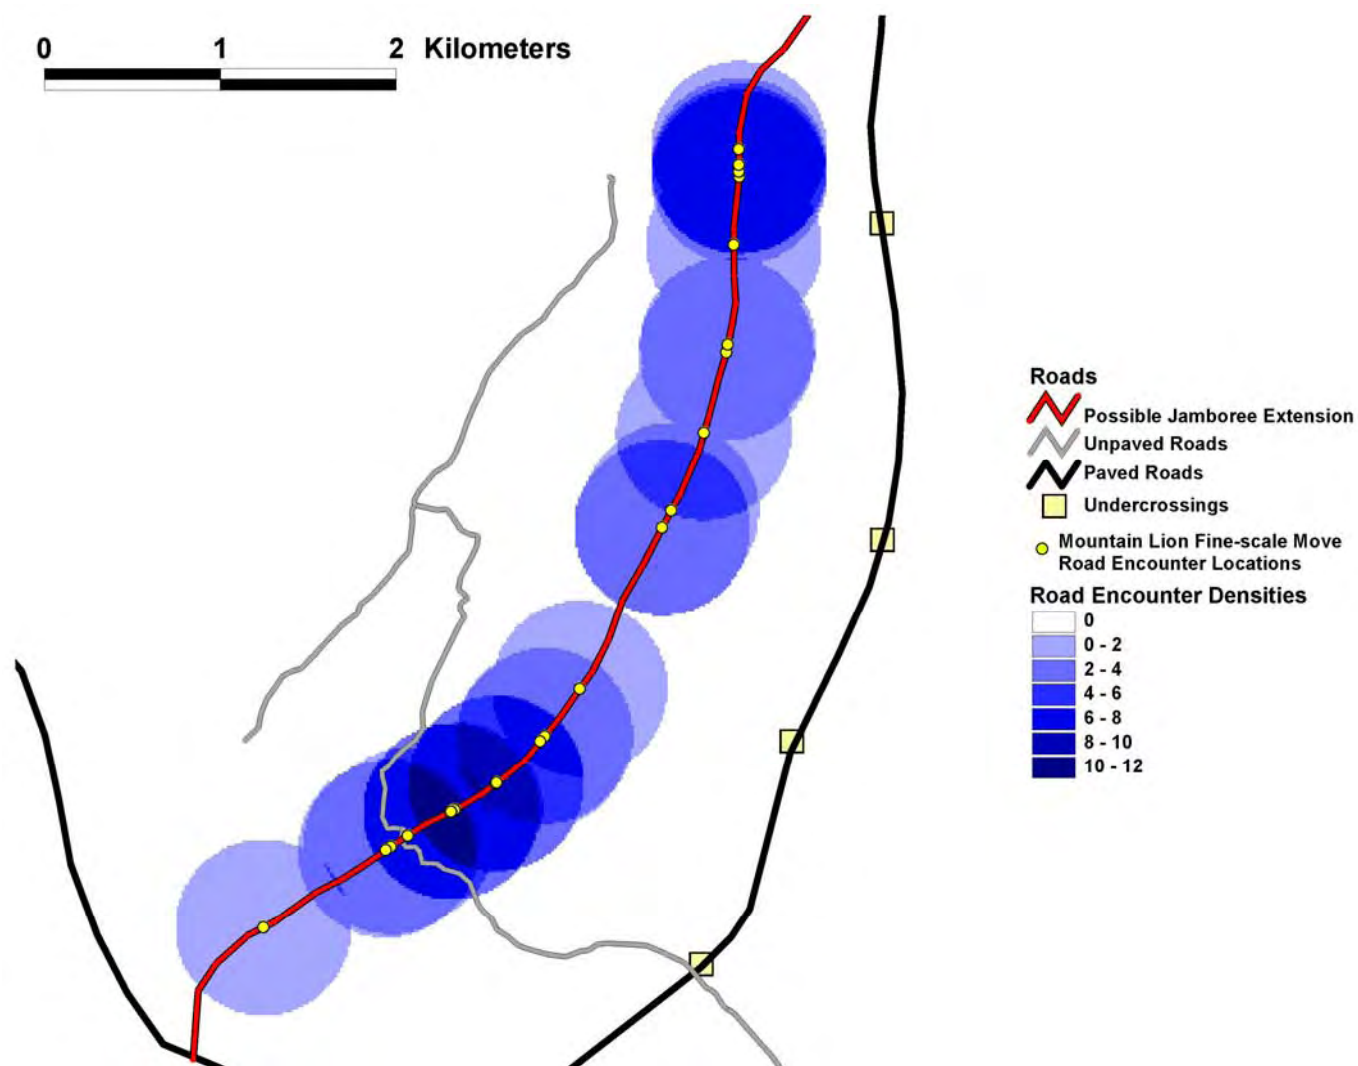 0 1 2 Kilometers
Roads
Possible Jamboree Extension
Unpaved Roads
Paved Roads
Undercrossings
Mountain Lion Fine-scale Move
Road Encounter Locations
Road Encounter Densities
0
0 - 2
2 - 4
4 - 6
6 - 8
8 - 10
10 - 12